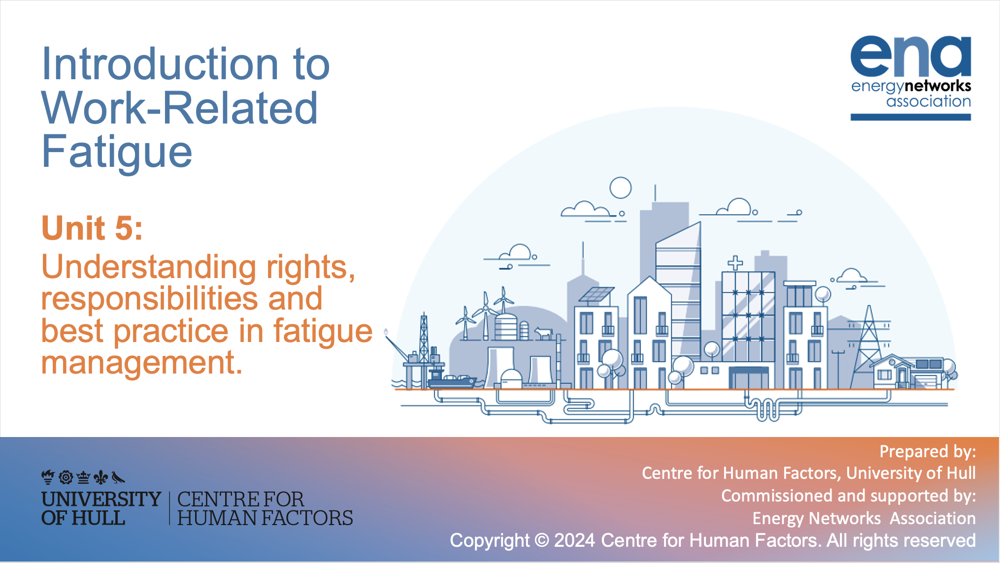 Introduction to
Work-Related
Fatigue
Unit 5:
Understanding rights,
responsibilities and
best practice in fatigue
management.
ena
energynetworks
association
UNIVERSITY
OF HULL
CENTRE FOR
HUMAN FACTORS
Prepared by:
Centre for Human Factors, University of Hull
Commissioned and supported by:
Energy Networks  Association
Copyright © 2024 Centre for Human Factors. All rights reserved